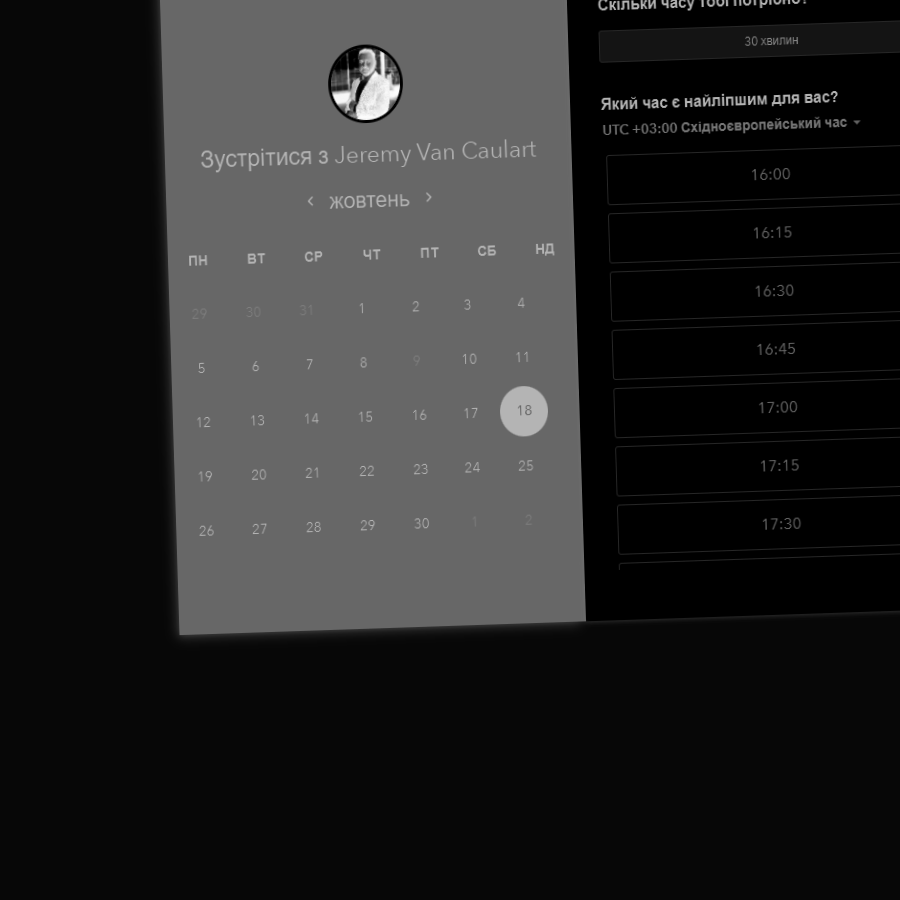 Зустрітися з Jeremy Van Caulart
‹ жовтень ›
ПН ВТ СР ЧТ ПТ СБ НД
29 30 31 1 2 3 4
5 6 7 8 9 10 11
12 13 14 15 16 17 18
19 20 21 22 23 24 25
26 27 28 29 30 1 2
Скільки часу тобі потрібно?
30 хвилин
Який час є найліпшим для вас?
UTC +03:00 Східноєвропейський час
16:00
16:15
16:30
16:45
17:00
17:15
17:30